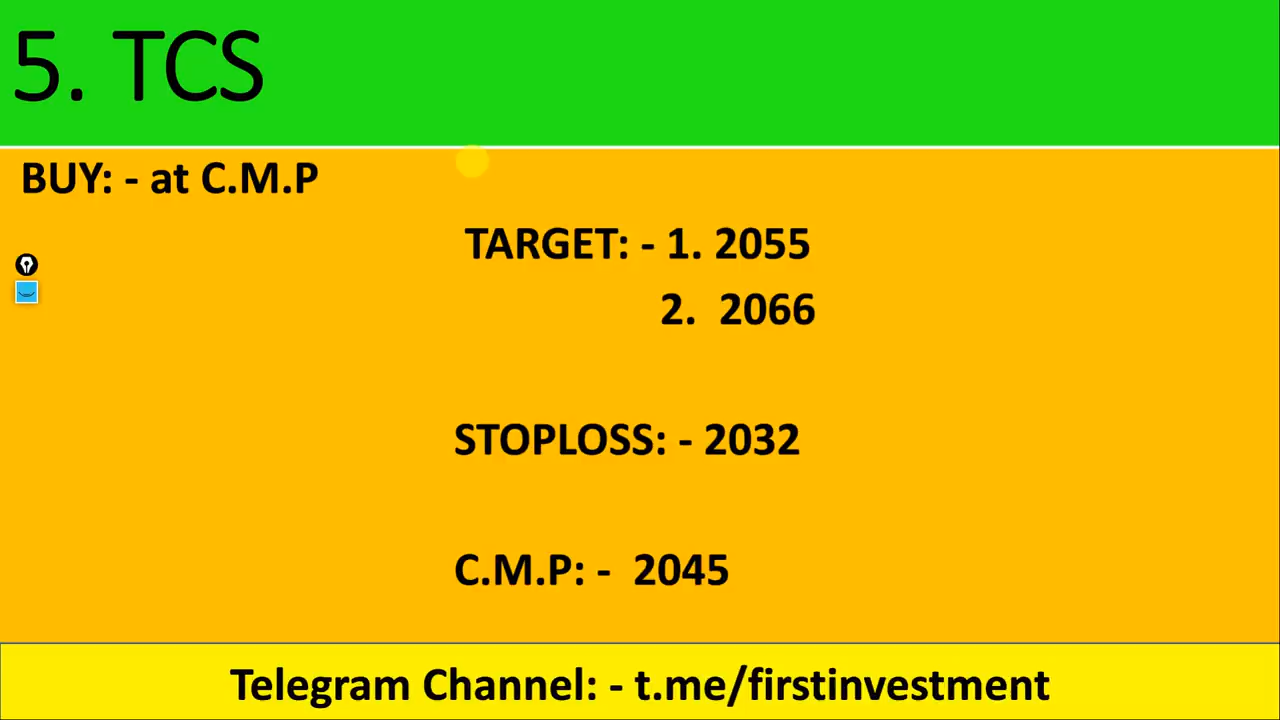 5. TCS
BUY: - at C.M.P
TARGET: - 1. 2055
2. 2066
STOPLOSS: - 2032
C.M.P: - 2045
Telegram Channel: - t.me/firstinvestment